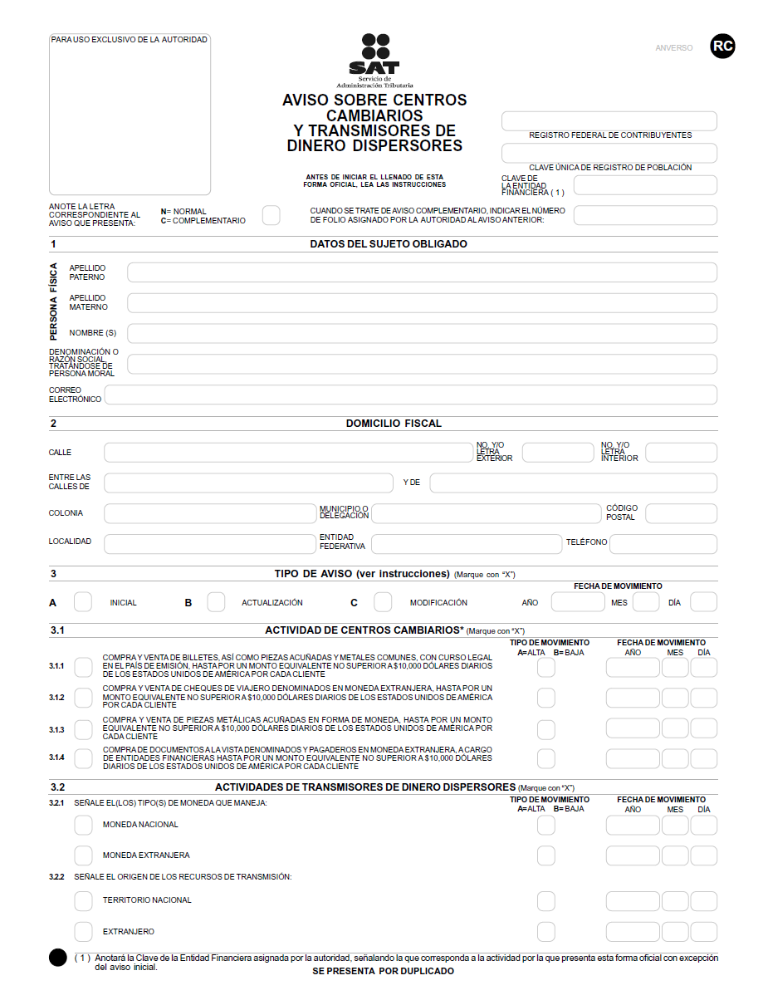 PARA USO EXCLUSIVO DE LA AUTORIDAD
SAT
Servicio de
Administración Tributaria
ANVERSO
RC
AVISO SOBRE CENTROS
CAMBIARIOS
Y TRANSMISORES DE
DINERO DISPERSORES
ANTES DE INICIAR EL LLENADO DE ESTA
FORMA OFICIAL, LEA LAS INSTRUCCIONES
REGISTRO FEDERAL DE CONTRIBUYENTES
CLAVE ÚNICA DE REGISTRO DE POBLACIÓN
CLAVE DE
LA ENTIDAD
FINANCIERA ( 1 )
ANOTE LA LETRA
CORRESPONDIENTE AL
AVISO QUE PRESENTA:
N= NORMAL
C= COMPLEMENTARIO
CUANDO SE TRATE DE AVISO COMPLEMENTARIO, INDICAR EL NÚMERO
DE FOLIO ASIGNADO POR LA AUTORIDAD AL AVISO ANTERIOR:
1 DATOS DEL SUJETO OBLIGADO
PERSONA FÍSICA
APELLIDO
PATERNO
APELLIDO
MATERNO
NOMBRE (S)
DENOMINACIÓN O
RAZÓN SOCIAL,
TRATÁNDOSE DE
PERSONA MORAL
CORREO
ELECTRÓNICO
2 DOMICILIO FISCAL
CALLE
NO. Y/O
LETRA
EXTERIOR
NO. Y/O
LETRA
INTERIOR
ENTRE LAS
CALLES DE
Y DE
COLONIA
MUNICIPIO O
DELEGACIÓN
CÓDIGO
POSTAL
LOCALIDAD
ENTIDAD
FEDERATIVA
TELÉFONO
3 TIPO DE AVISO (ver instrucciones) (Marque con “X”)
FECHA DE MOVIMIENTO
A INICIAL B ACTUALIZACIÓN C MODIFICACIÓN AÑO MES DÍA
3.1 ACTIVIDAD DE CENTROS CAMBIARIOS* (Marque con “X”)
TIPO DE MOVIMIENTO FECHA DE MOVIMIENTO
A= ALTA B= BAJA AÑO MES DÍA
3.1.1 COMPRA Y VENTA DE BILLETES, ASÍ COMO PIEZAS ACUÑADAS Y METALES COMUNES, CON CURSO LEGAL
EN EL PAÍS DE EMISIÓN, HASTA POR UN MONTO EQUIVALENTE NO SUPERIOR A $10,000 DÓLARES DIARIOS
DE LOS ESTADOS UNIDOS DE AMÉRICA POR CADA CLIENTE
3.1.2 COMPRA Y VENTA DE CHEQUES DE VIAJERO DENOMINADOS EN MONEDA EXTRANJERA, HASTA POR UN
MONTO EQUIVALENTE NO SUPERIOR A $10,000 DÓLARES DIARIOS DE LOS ESTADOS UNIDOS DE AMÉRICA
POR CADA CLIENTE
3.1.3 COMPRA Y VENTA DE PIEZAS METÁLICAS ACUÑADAS EN FORMA DE MONEDA, HASTA POR UN MONTO
EQUIVALENTE NO SUPERIOR A $10,000 DÓLARES DIARIOS DE LOS ESTADOS UNIDOS DE AMÉRICA POR
CADA CLIENTE
3.1.4 COMPRA DE DOCUMENTOS A LA VISTA DENOMINADOS Y PAGADEROS EN MONEDA EXTRANJERA, A CARGO
DE ENTIDADES FINANCIERAS HASTA POR UN MONTO EQUIVALENTE NO SUPERIOR A $10,000 DÓLARES
DIARIOS DE LOS ESTADOS UNIDOS DE AMÉRICA POR CADA CLIENTE
3.2 ACTIVIDADES DE TRANSMISORES DE DINERO DISPERSORES (Marque con “X”)
3.2.1 SEÑALE EL(LOS) TIPO(S) DE MONEDA QUE MANEJA:
TIPO DE MOVIMIENTO FECHA DE MOVIMIENTO
A= ALTA B= BAJA AÑO MES DÍA
MONEDA NACIONAL
MONEDA EXTRANJERA
3.2.2 SEÑALE EL ORIGEN DE LOS RECURSOS DE TRANSMISIÓN:
TERRITORIO NACIONAL
EXTRANJERO
( 1 ) Anotará la Clave de la Entidad Financiera asignada por la autoridad, señalando la que corresponda a la actividad por la que presenta esta forma oficial con excepción
del aviso inicial.
SE PRESENTA POR DUPLICADO